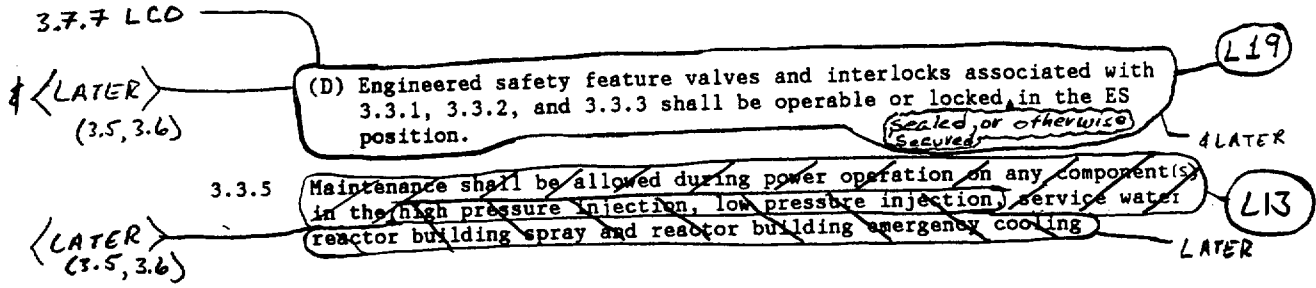 3.7.7 LCO
L19
& <LATER>
(3.5, 3.6)
(D) Engineered safety feature valves and interlocks associated with
3.3.1, 3.3.2, and 3.3.3 shall be operable or locked, in the ES
position.
sealed, or otherwise
secured
& LATER
3.3.5 Maintenance shall be allowed during power operation on any component(s)
in the high pressure injection, low pressure injection, service water
reactor building spray and reactor building emergency cooling
L13
<LATER>
(3.5, 3.6)
LATER